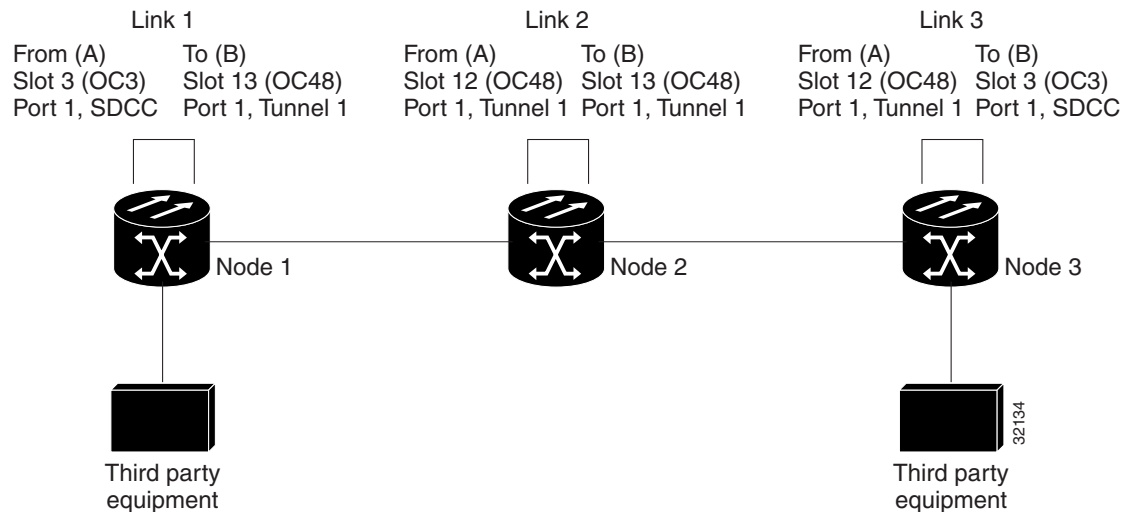 Link 1
From (A)
Slot 3 (OC3)
Port 1, SDCC
To (B)
Slot 13 (OC48)
Port 1, Tunnel 1
Link 2
From (A)
Slot 12 (OC48)
Port 1, Tunnel 1
To (B)
Slot 13 (OC48)
Port 1, Tunnel 1
Link 3
From (A)
Slot 12 (OC48)
Port 1, Tunnel 1
To (B)
Slot 3 (OC3)
Port 1, SDCC
Node 1
Node 2
Node 3
Third party
equipment
Third party
equipment
32134